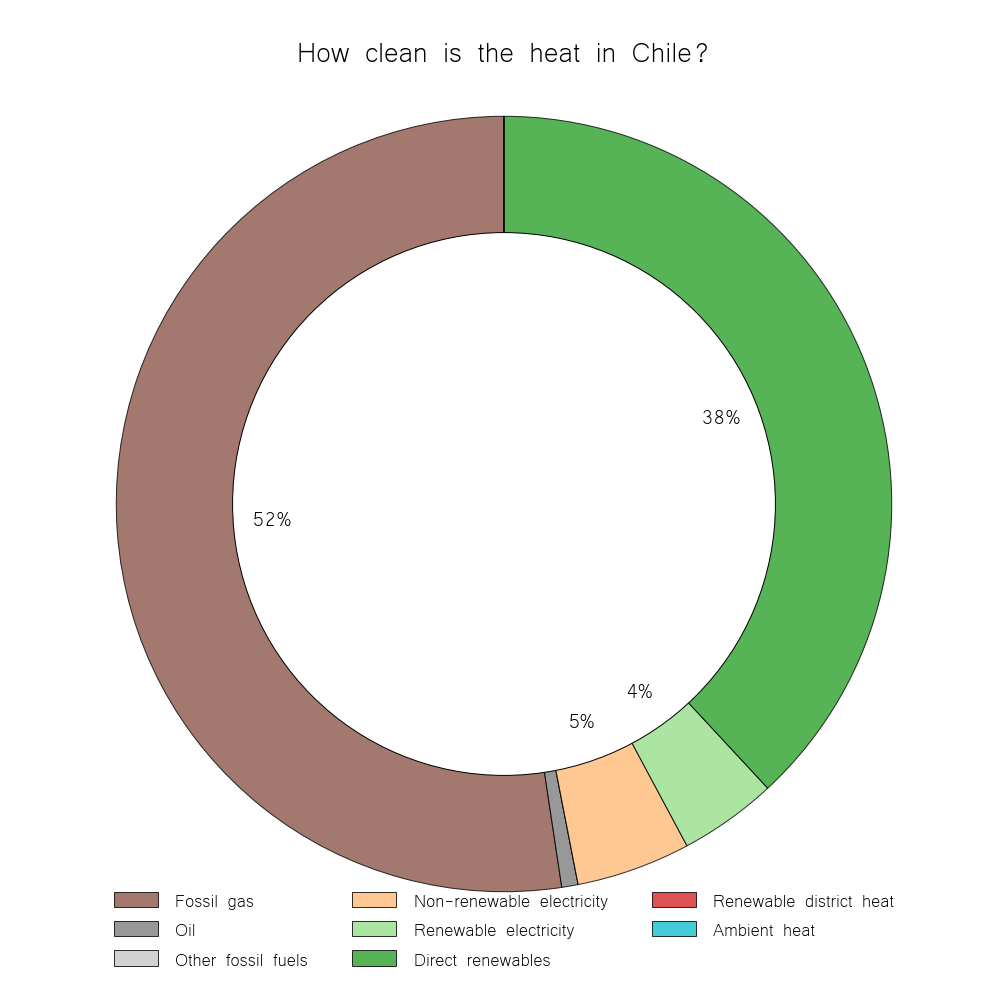 How clean is the heat in Chile?
38%
52%
4%
5%
Fossil gas
Non-renewable electricity
Renewable district heat
Oil
Renewable electricity
Ambient heat
Other fossil fuels
Direct renewables